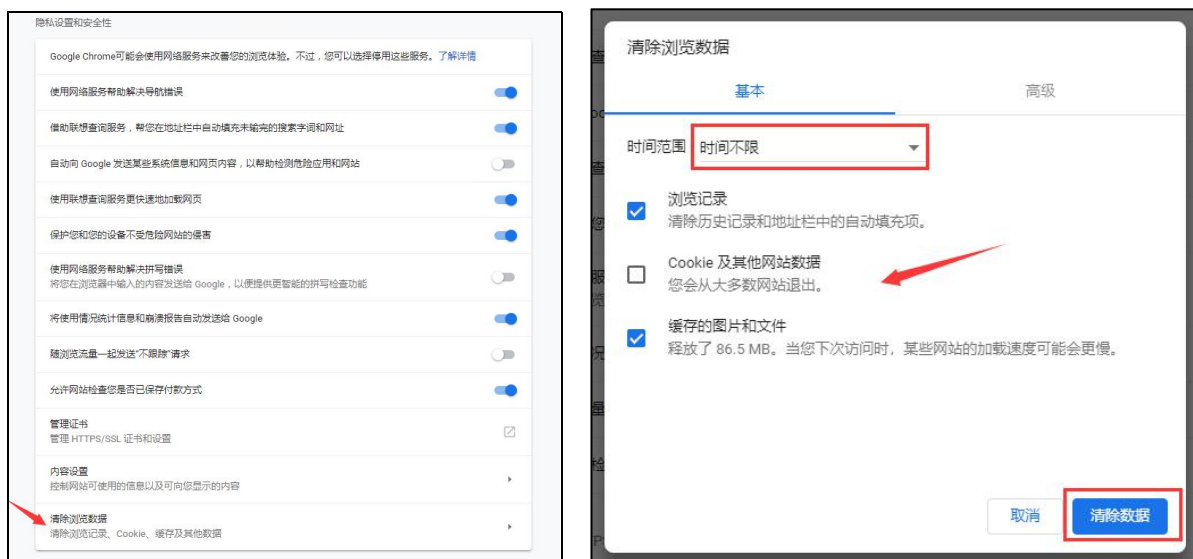 隐私设置和安全性
Google Chrome可能会使用网络服务来改善您的浏览体验。不过，您可以选择停用这些服务。了解详情
使用网络服务帮助解决导航错误
借助联想查询服务，帮您在地址栏中自动填充未输完的搜索字词和网址
自动向 Google 发送某些系统信息和网页内容，以帮助检测危险应用和网站
使用联想查询服务更快速地加载网页
保护您和您的设备不受危险网站的侵害
使用网络服务帮助解决拼写错误
将您在浏览器中输入的内容发送给 Google，以便提供更智能的拼写检查功能
将使用情况统计信息和崩溃报告自动发送给 Google
随浏览流量一起发送"不跟踪"请求
允许网站检查您是否已保存付款方式
管理证书
管理 HTTPS/SSL 证书和设置
内容设置
控制网站可使用的信息以及可向您显示的内容
清除浏览数据
清除浏览记录、Cookie、缓存及其他数据
清除浏览数据
基本
高级
时间范围 时间不限
浏览记录
清除历史记录和地址栏中的自动填充项。
Cookie 及其他网站数据
您会从大多数网站退出。
缓存的图片和文件
释放了 86.5 MB。当您下次访问时，某些网站的加载速度可能会更慢。
取消
清除数据